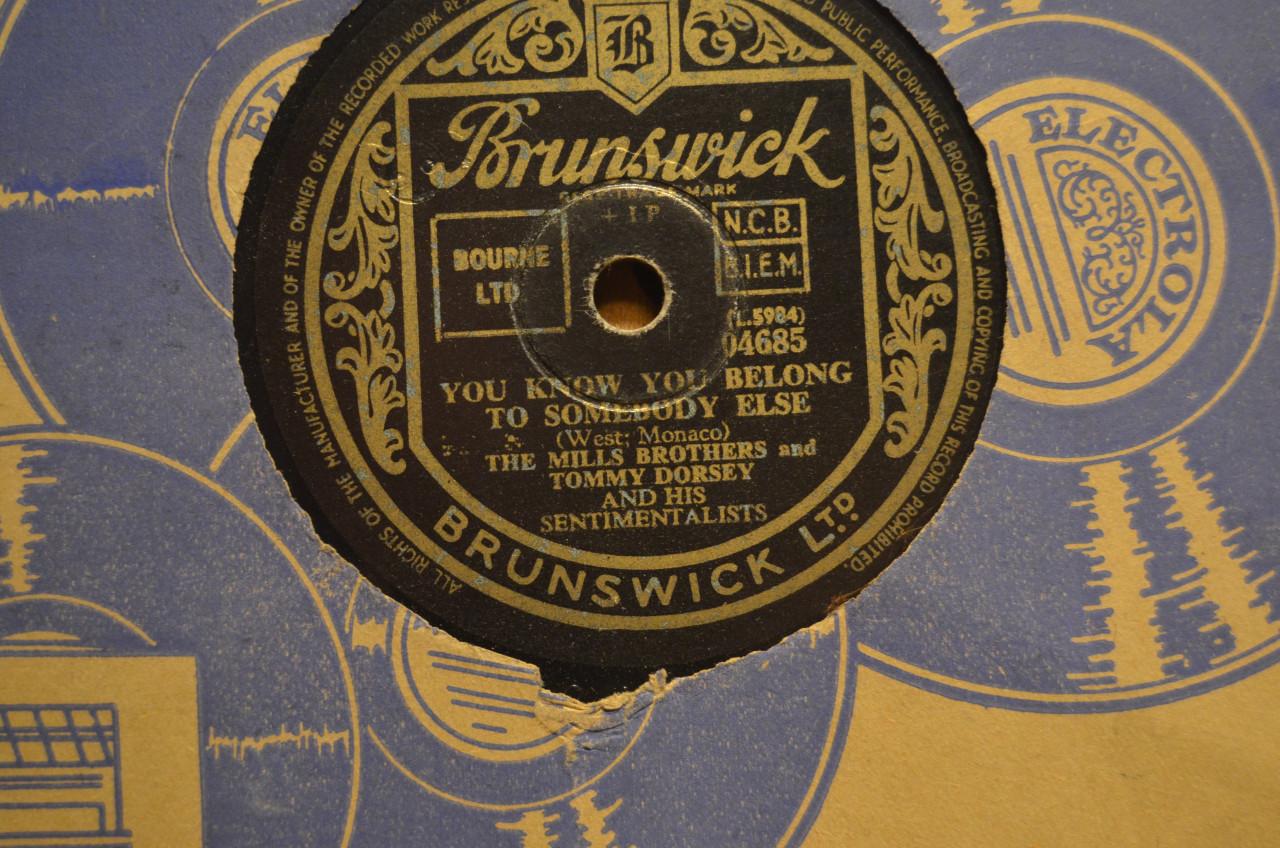 ALL RIGHTS OF THE MANUFACTURER AND OF THE OWNER OF THE RECORDED WORK
PUBLIC PERFORMANCE, BROADCASTING AND COPYING OF THIS RECORD PROHIBITED.
B
Brunswick
MARK
+ LP
BOURNE
LTD
N.C.B.
B.I.E.M.
(L.5984)
04685
YOU KNOW YOU BELONG
TO SOMEBODY ELSE
(West; Monaco)
THE MILLS BROTHERS and
TOMMY DORSEY
AND HIS
SENTIMENTALISTS
BRUNSWICK LTD
ELECTROLA